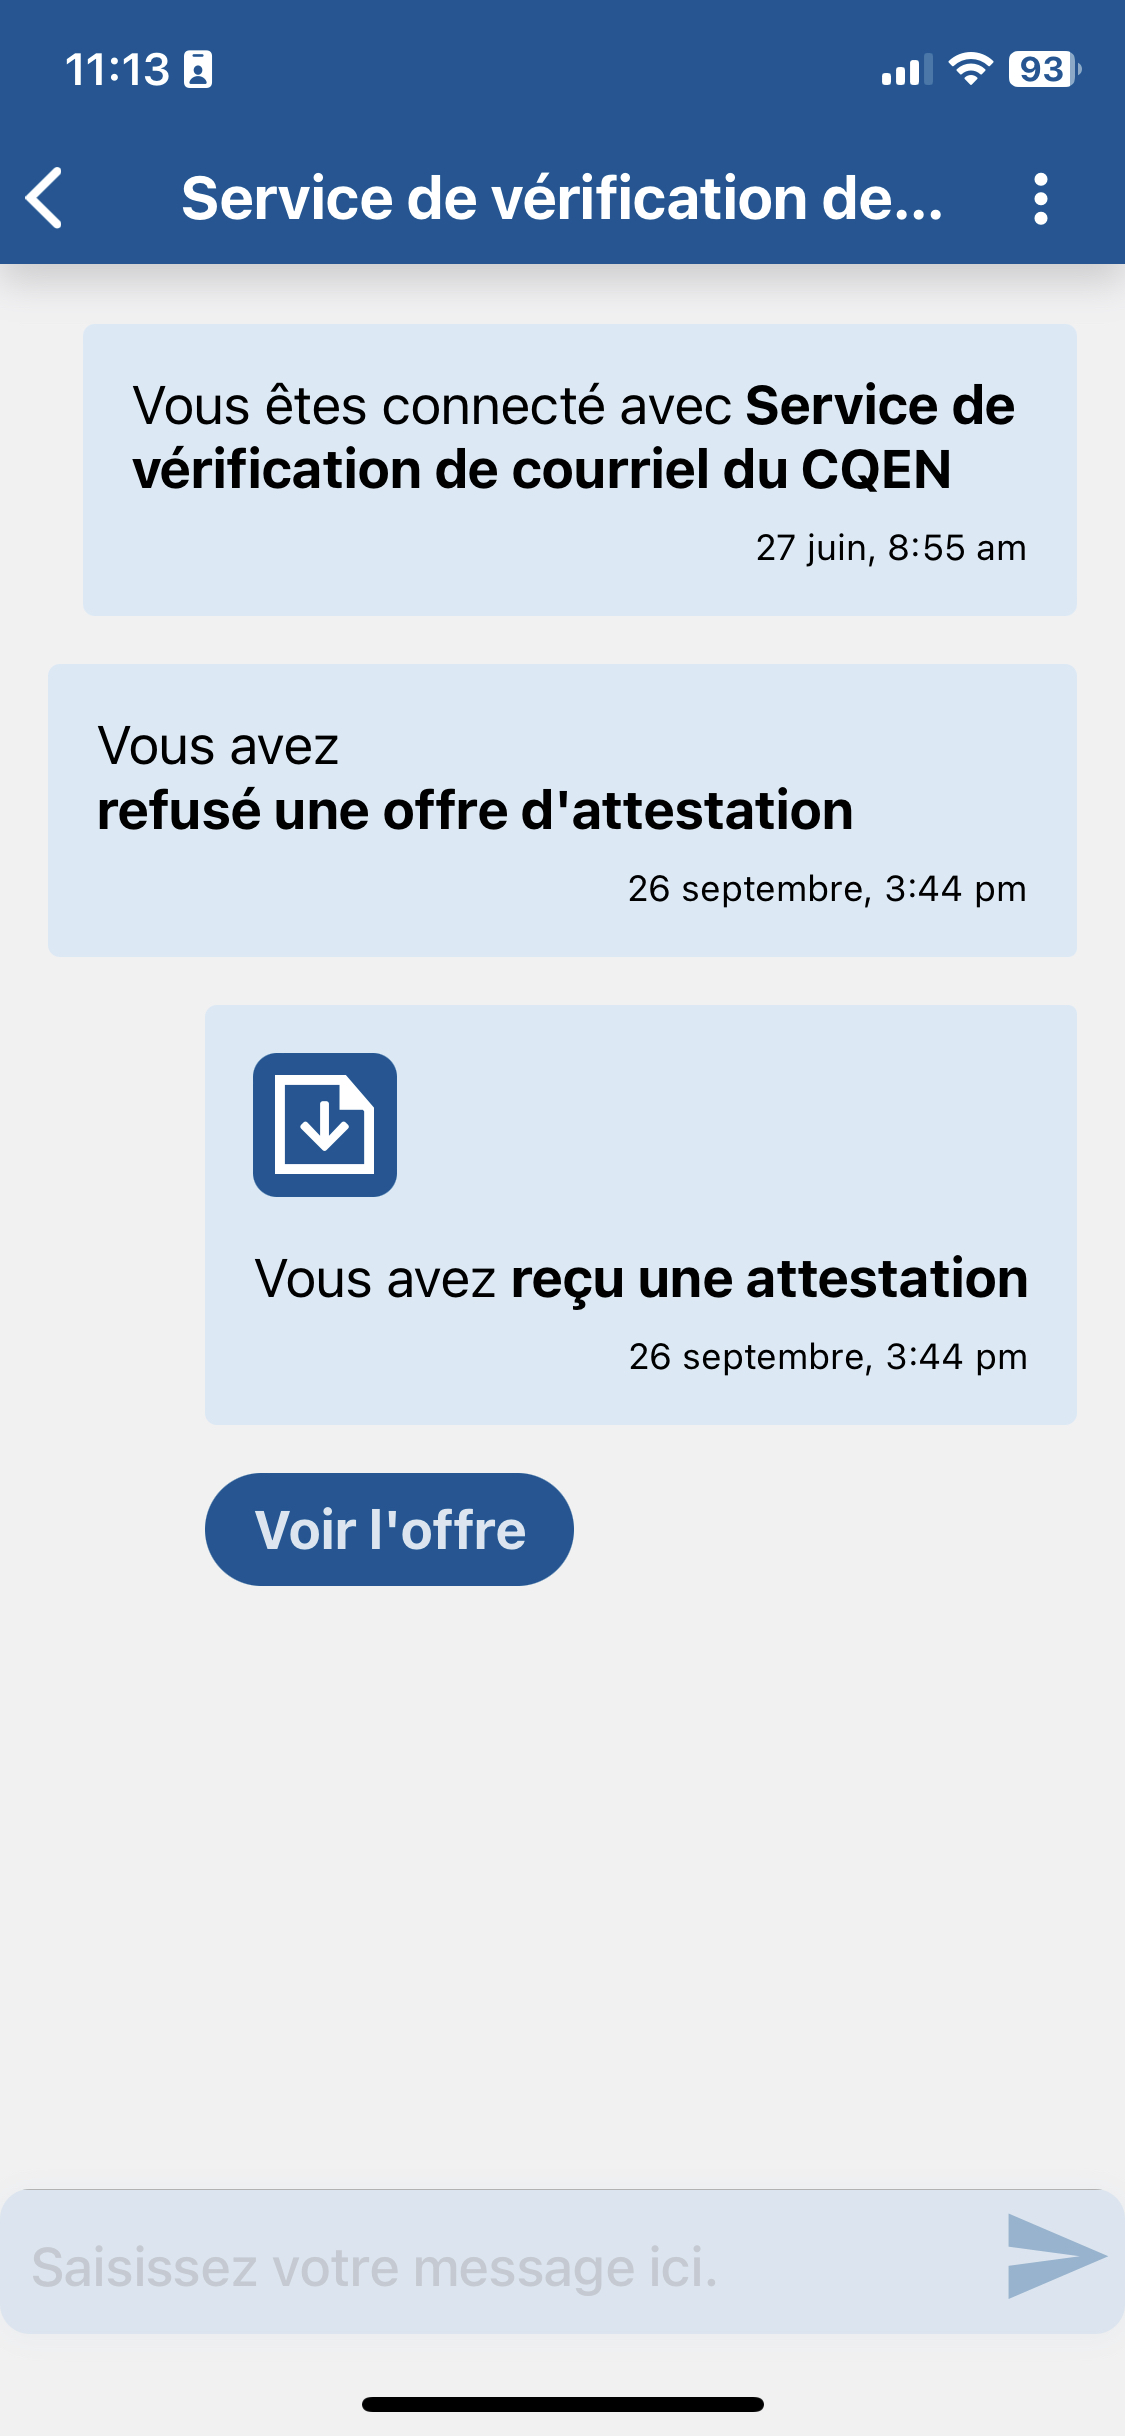 11:13
93
Service de vérification de...
Vous êtes connecté avec Service de
vérification de courriel du CQEN
27 juin, 8:55 am
Vous avez
refusé une offre d'attestation
26 septembre, 3:44 pm
Vous avez reçu une attestation
26 septembre, 3:44 pm
Voir l'offre
Saisissez votre message ici.